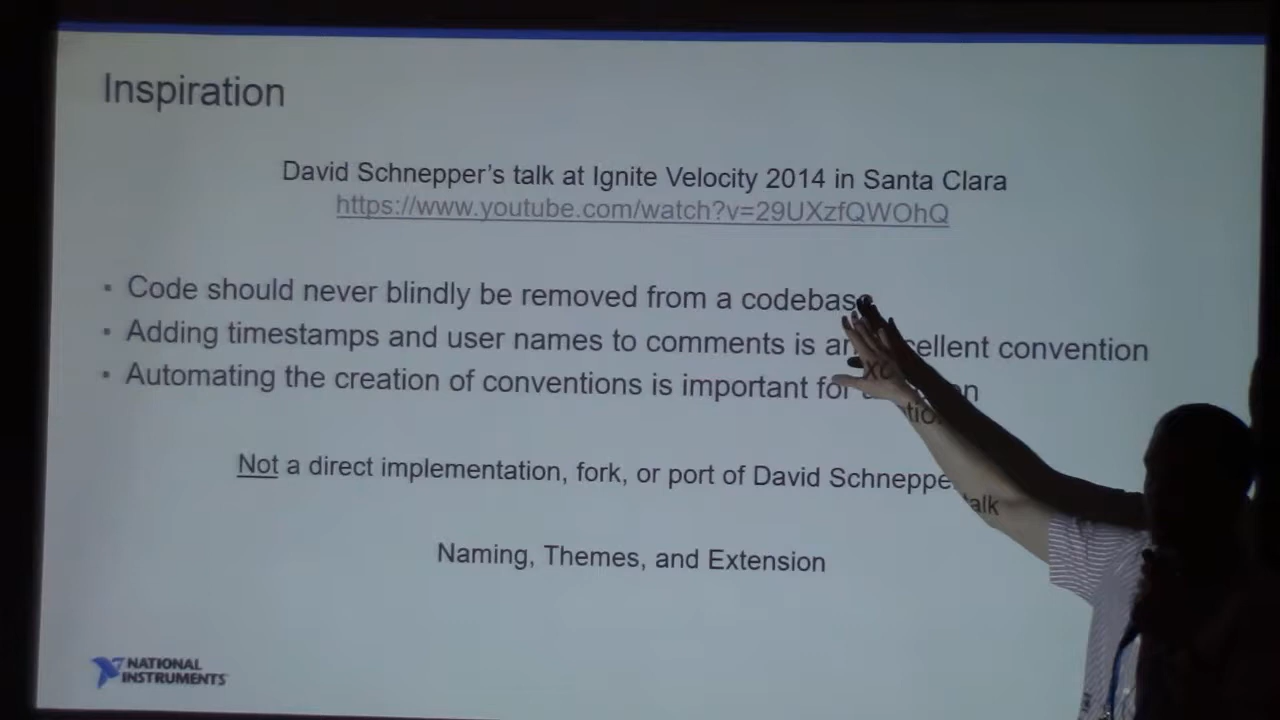 Inspiration
David Schnepper's talk at Ignite Velocity 2014 in Santa Clara
https://www.youtube.com/watch?v=29UXzfQWOhQ
Code should never blindly be removed from a codebase
Adding timestamps and user names to comments is an excellent convention
Automating the creation of conventions is important for
Not a direct implementation, fork, or port of David Schnepper talk
Naming, Themes, and Extension
NATIONAL
INSTRUMENTS